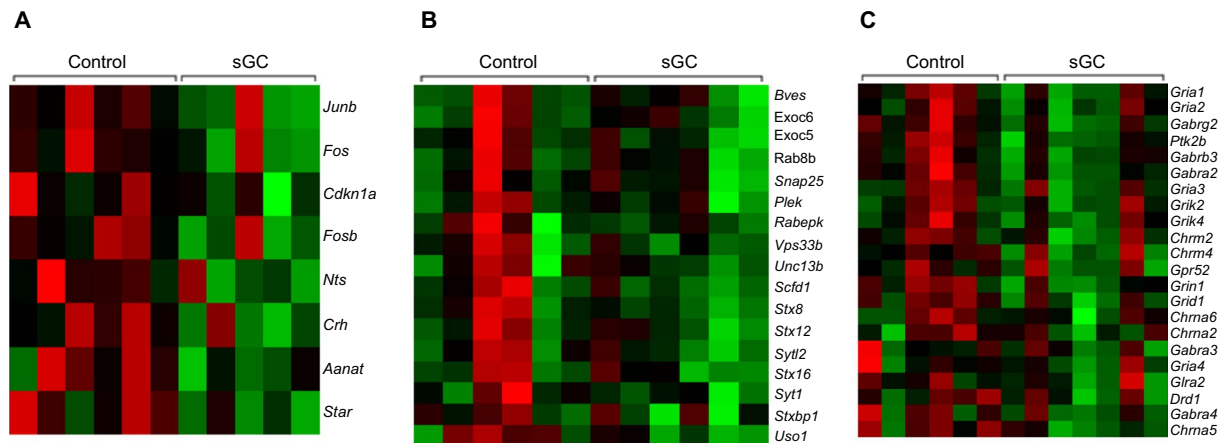 A
Control
sGC
Junb
Fos
Cdkn1a
Fosb
Nts
Crh
Aanat
Star
B
Control
sGC
Bves
Exoc6
Exoc5
Rab8b
Snap25
Plek
Rabepk
Vps33b
Unc13b
Scfd1
Stx8
Stx12
Sytl2
Stx16
Syt1
Stxbp1
Uso1
C
Control
sGC
Gria1
Gria2
Gabrg2
Ptk2b
Gabrb3
Gabra2
Gria3
Grik2
Grik4
Chrm2
Chrm4
Gpr52
Grin1
Grid1
Chrna6
Chrna2
Gabra3
Gria4
Glra2
Drd1
Gabra4
Chrna5